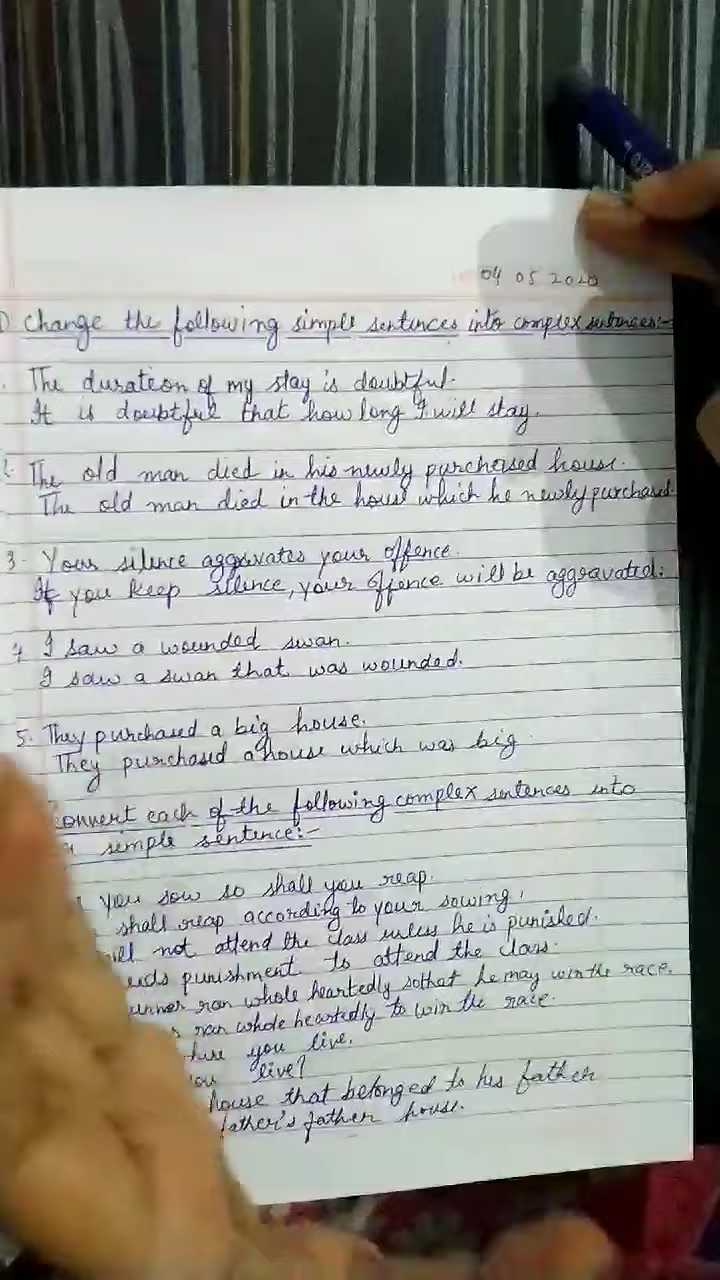 04 05 2020
Change the following simple sentences into complex sentences:-
The duration of my stay is doubtful.
It is doubtful that how long I will stay.
2. The old man died in his newly purchased house.
The old man died in the house which he newly purchased.
3. Your silence aggravates your offence.
If you keep silence, your offence will be aggravated.
4 I saw a wounded swan.
I saw a swan that was wounded.
5. They purchased a big house.
They purchased a house which was big
convert each of the following complex sentences into
simple sentence:-
you sow so shall you reap.
shall reap according to your sowing.
not attend the class unless he is punished.
punishment to attend the class.
ran whole heartedly sothat he may win the race.
ran whole heartedly to win the race.
you live.
live?
house that belonged to his father
father's father house.